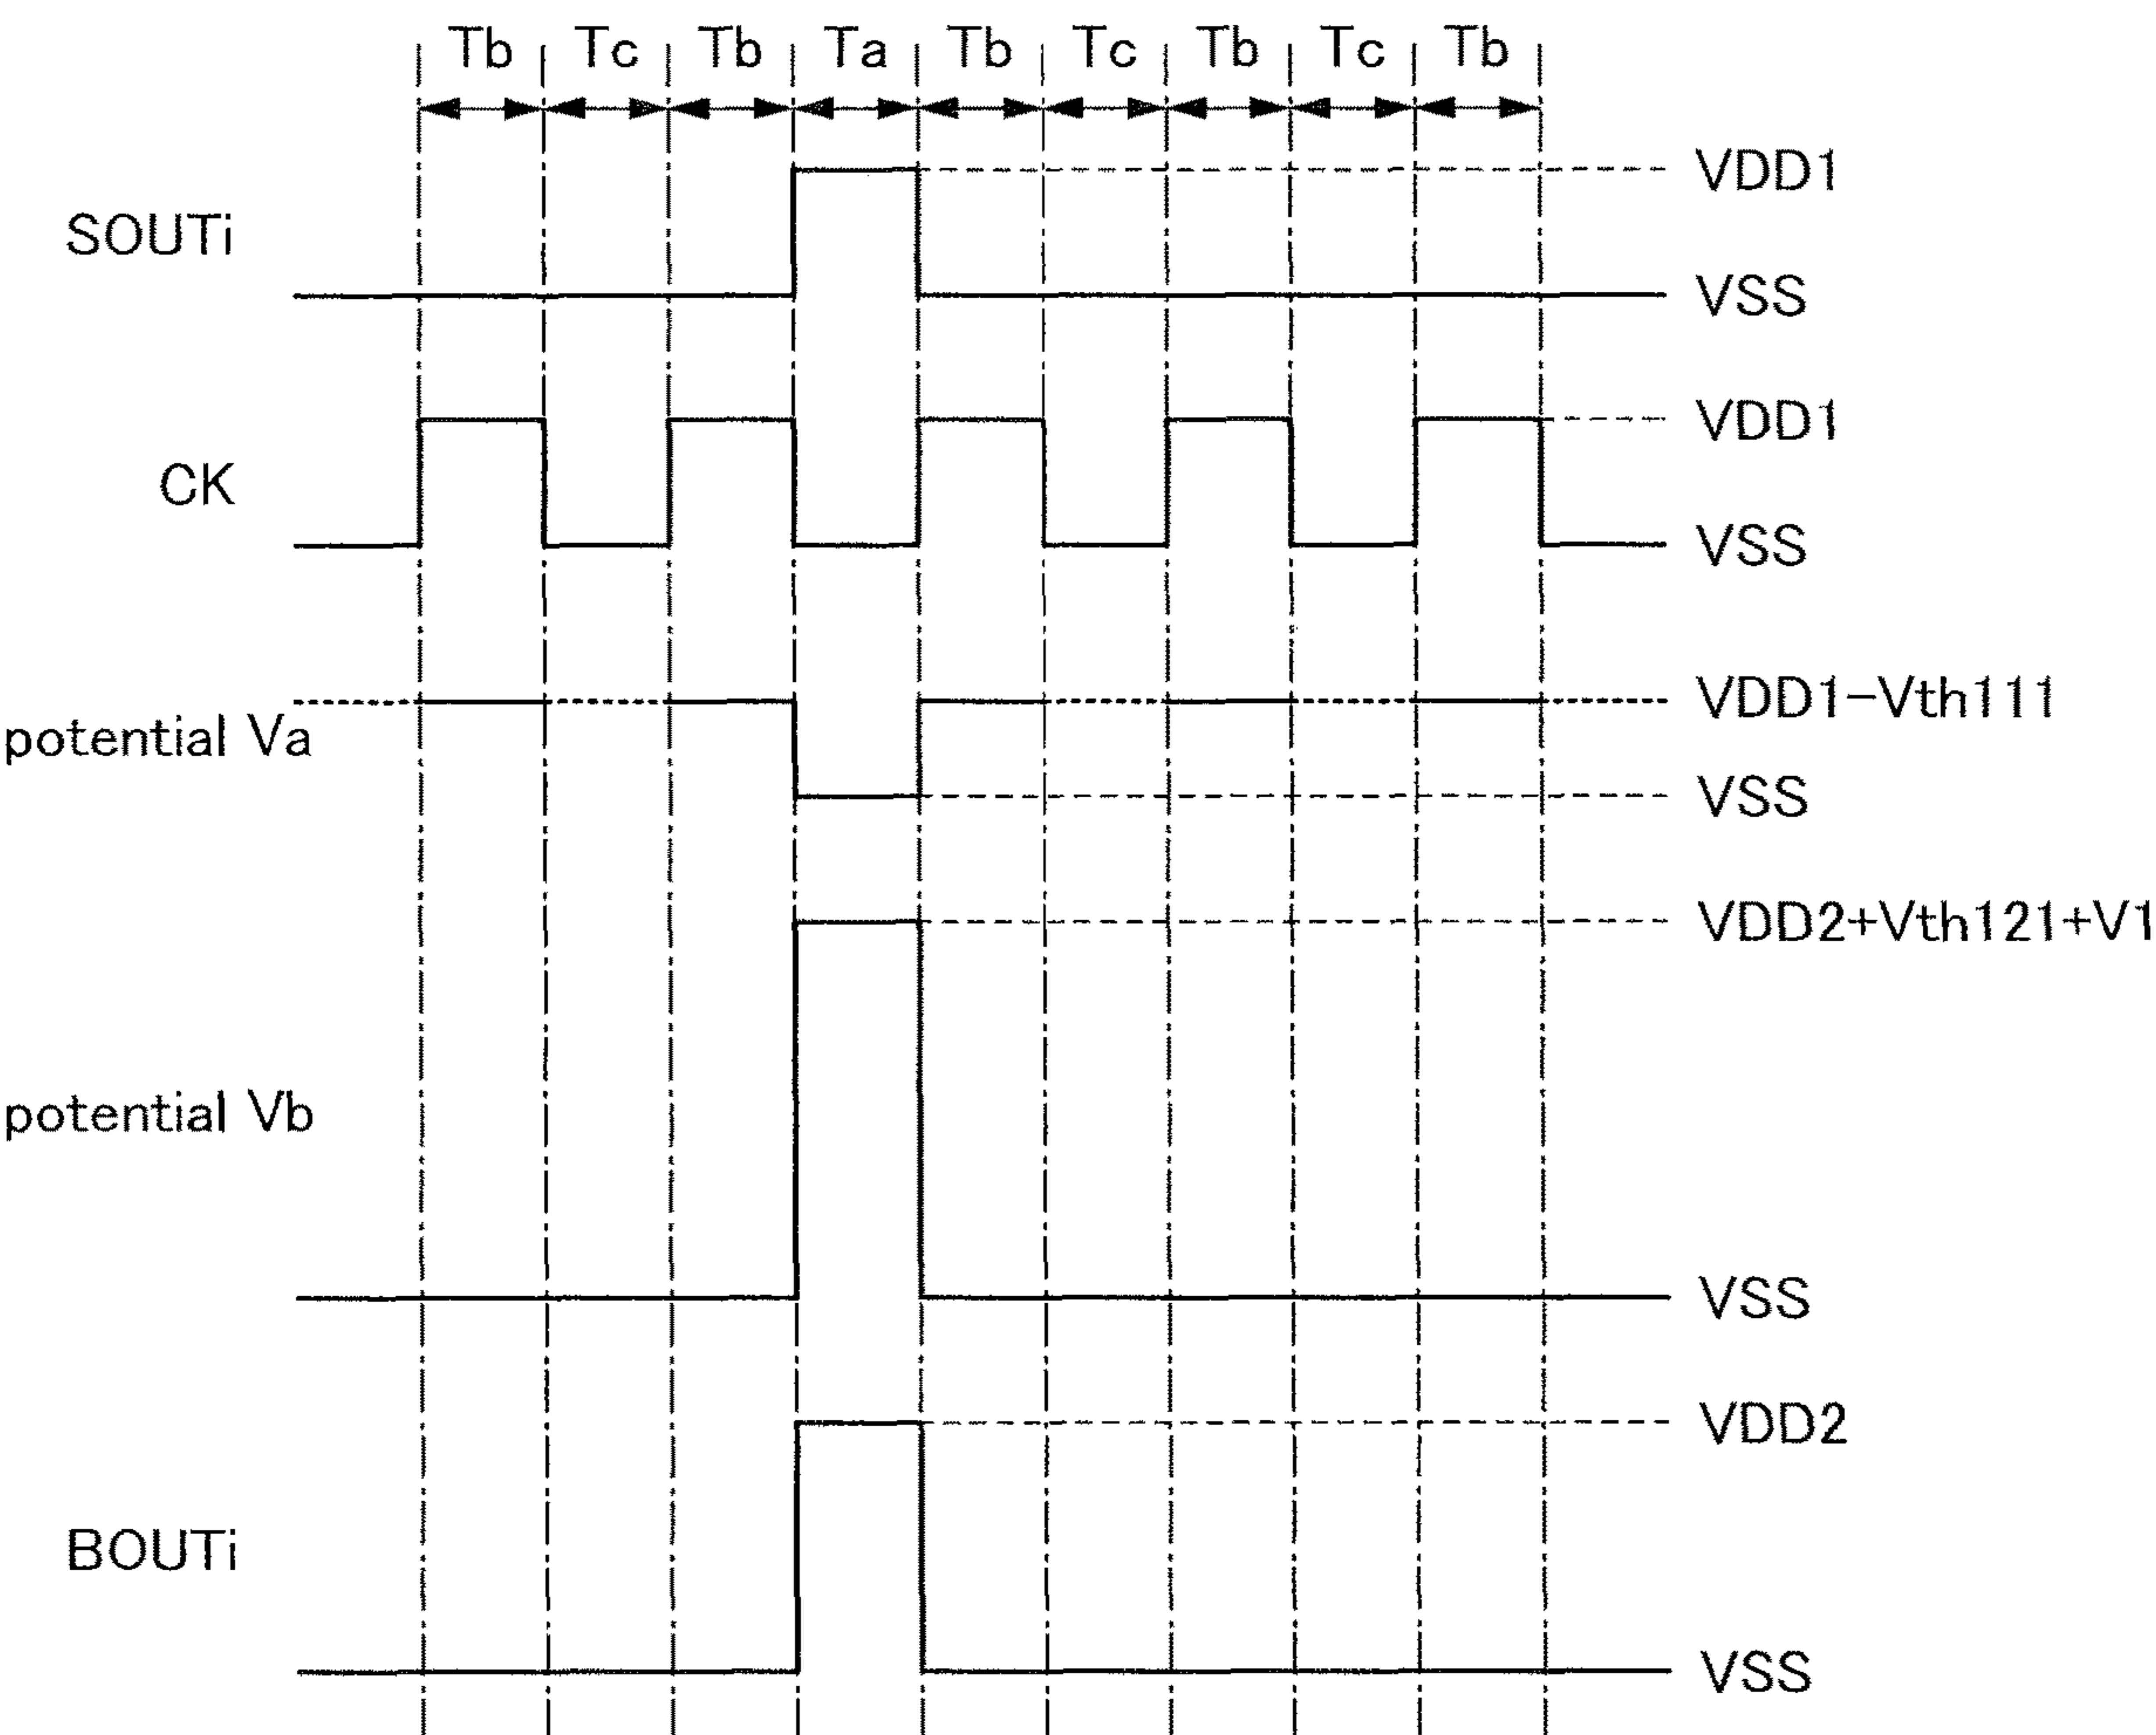 Tb Tc Tb Ta Tb Tc Tb Tc Tb
VDD1
SOUTi
VSS
VDD1
CK
VSS
VDD1-Vth111
potential Va
VSS
VDD2+Vth121+V1
potential Vb
VSS
VDD2
BOUTi
VSS